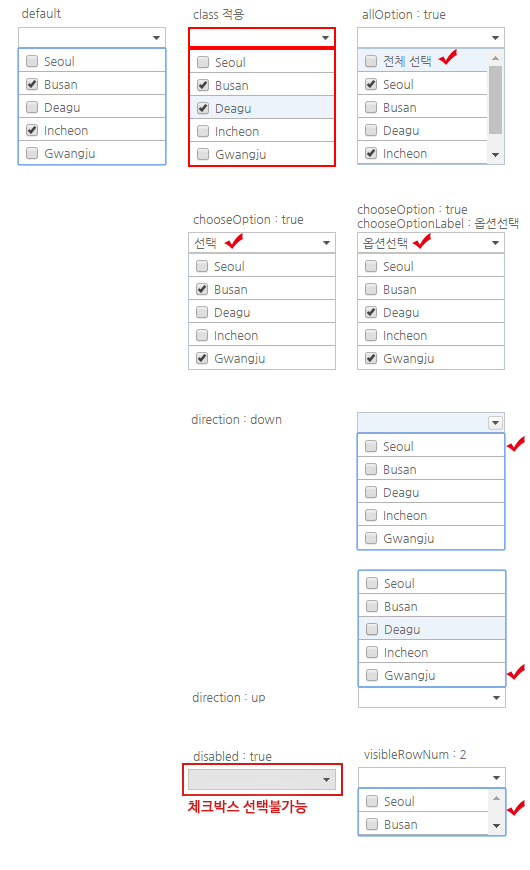 default
Seoul
Busan
Deagu
Incheon
Gwangju
class 적용
Seoul
Busan
Deagu
Incheon
Gwangju
allOption : true
전체 선택
Seoul
Busan
Deagu
Incheon
chooseOption : true
선택
Seoul
Busan
Deagu
Incheon
Gwangju
chooseOption : true
chooseOptionLabel : 옵션선택
옵션선택
Seoul
Busan
Deagu
Incheon
Gwangju
direction : down
Seoul
Busan
Deagu
Incheon
Gwangju
Seoul
Busan
Deagu
Incheon
Gwangju
direction : up
disabled : true
체크박스 선택불가능
visibleRowNum : 2
Seoul
Busan